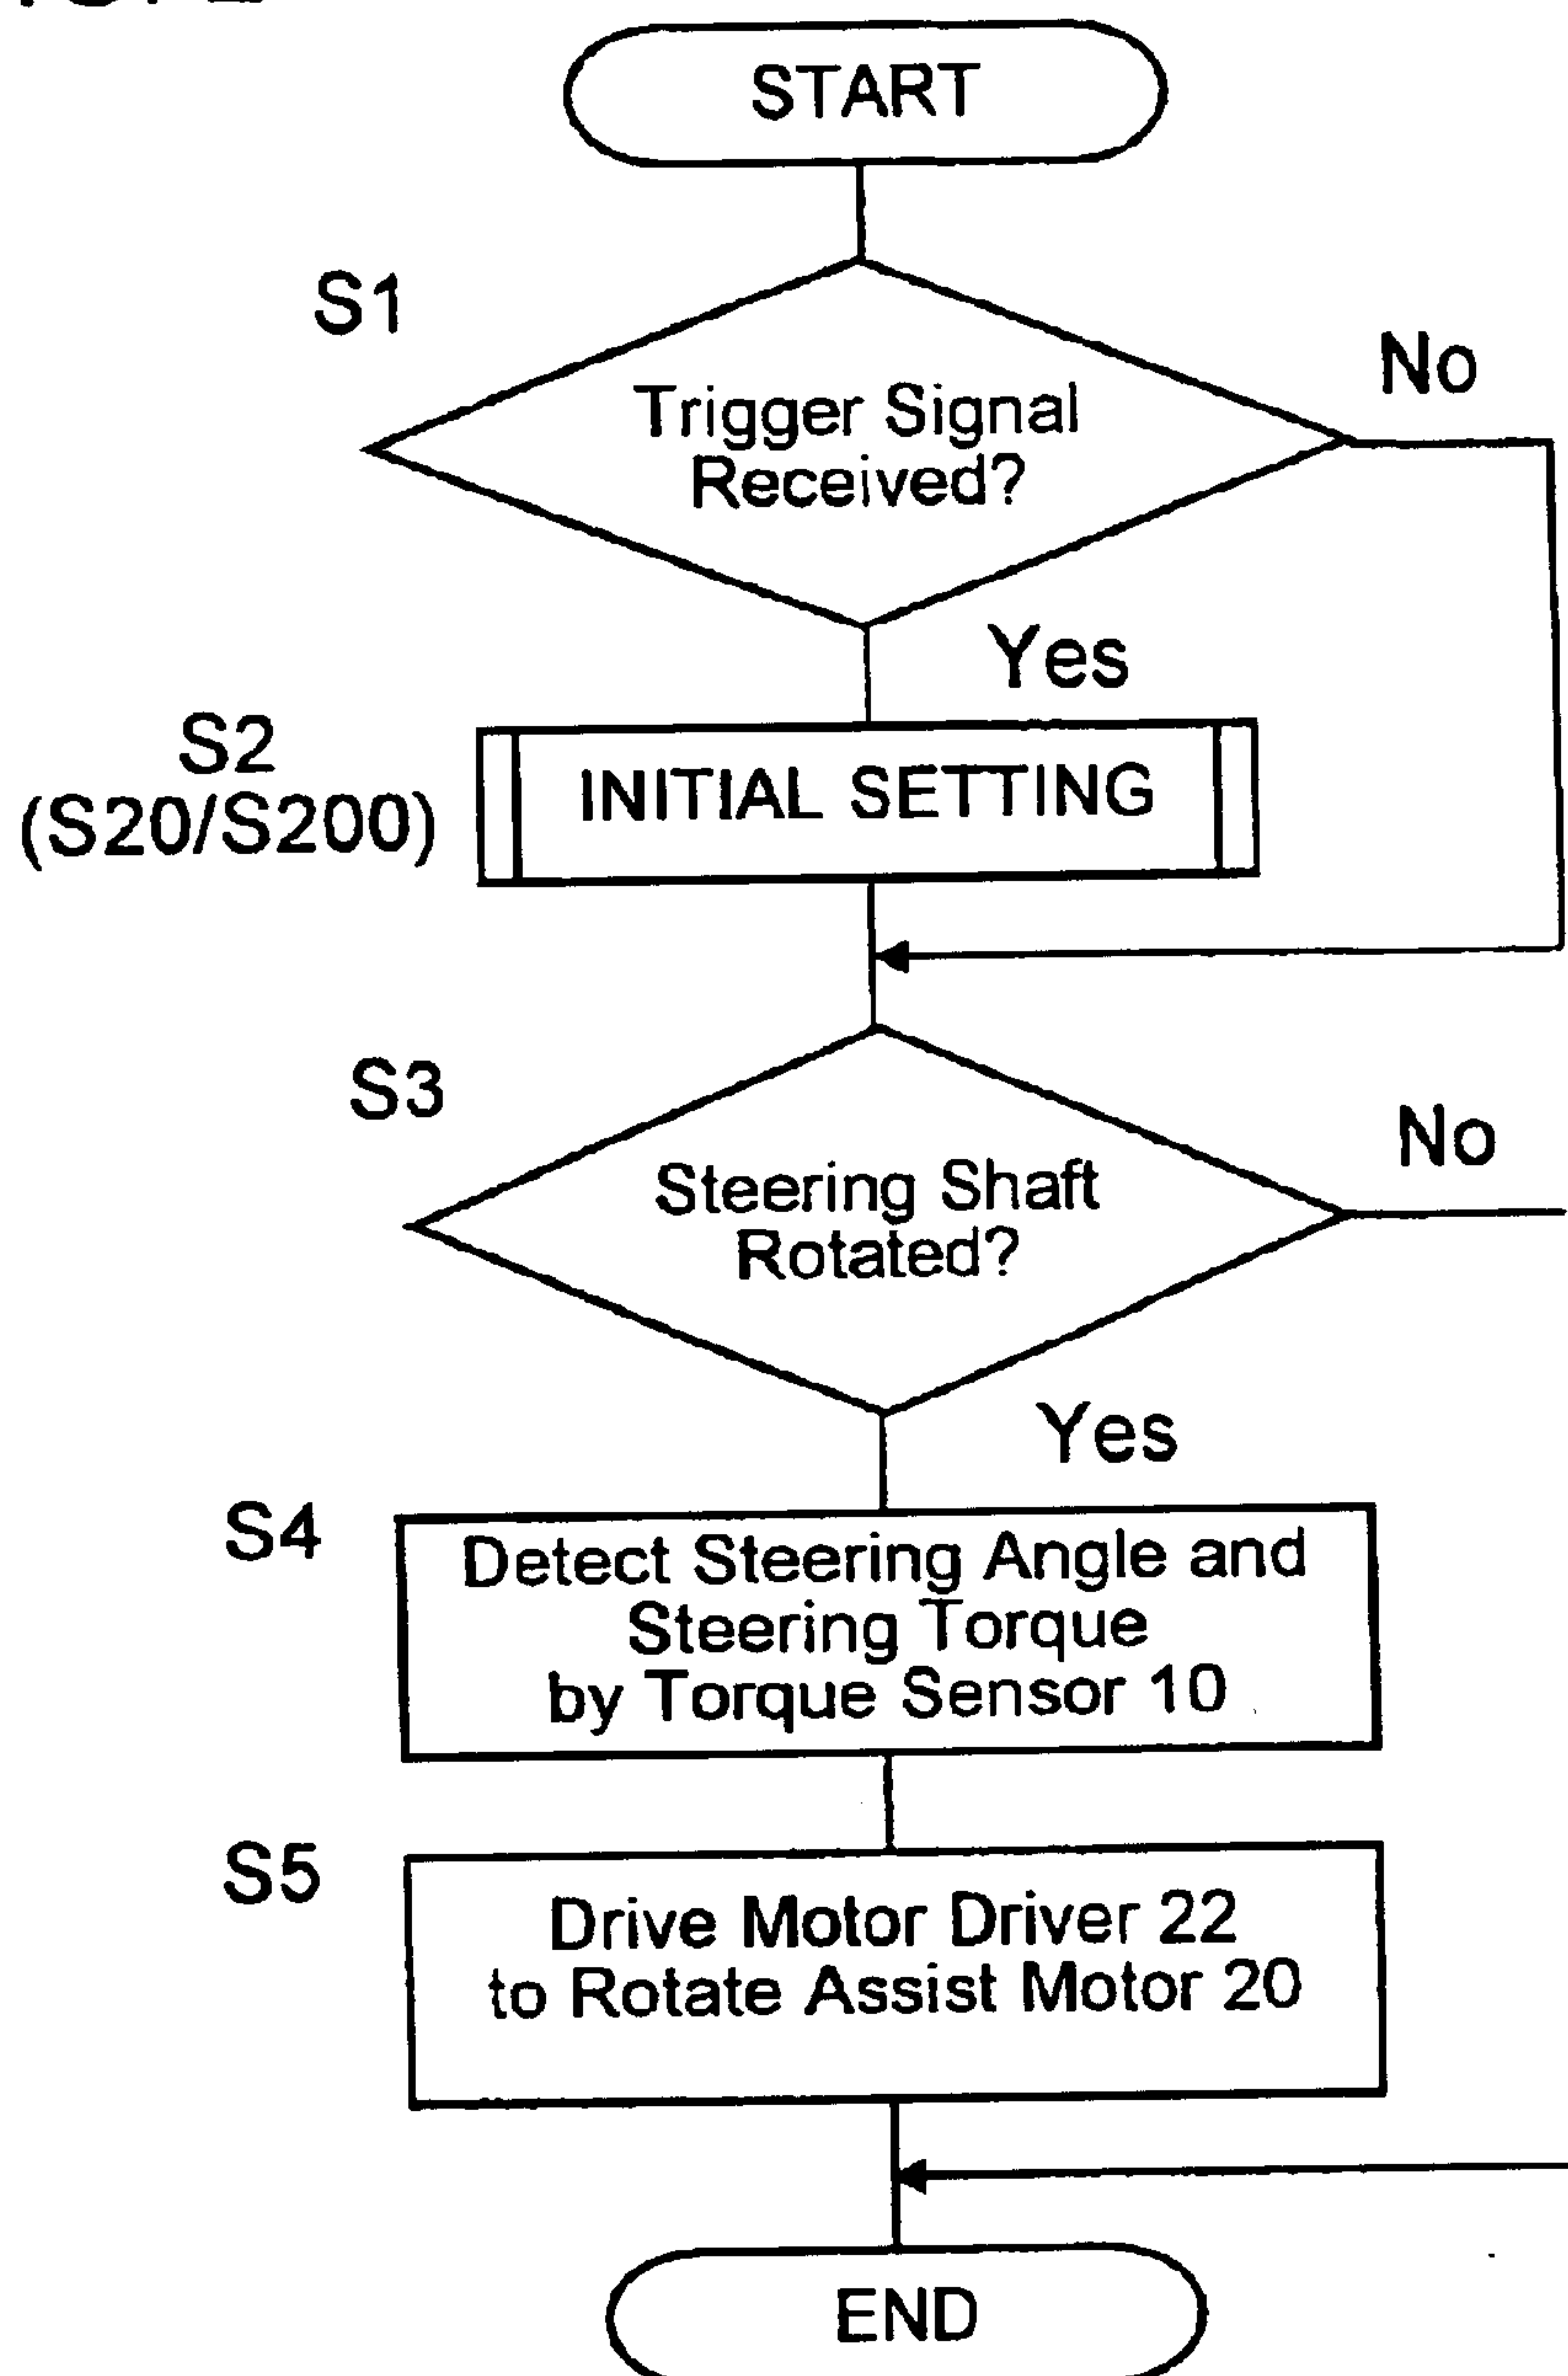 START
S1
No
Trigger Signal
Received?
Yes
S2
(S20/S200)
INITIAL SETTING
S3
No
Steering Shaft
Rotated?
Yes
S4
Detect Steering Angle and
Steering Torque
by Torque Sensor 10
S5
Drive Motor Driver 22
to Rotate Assist Motor 20
END